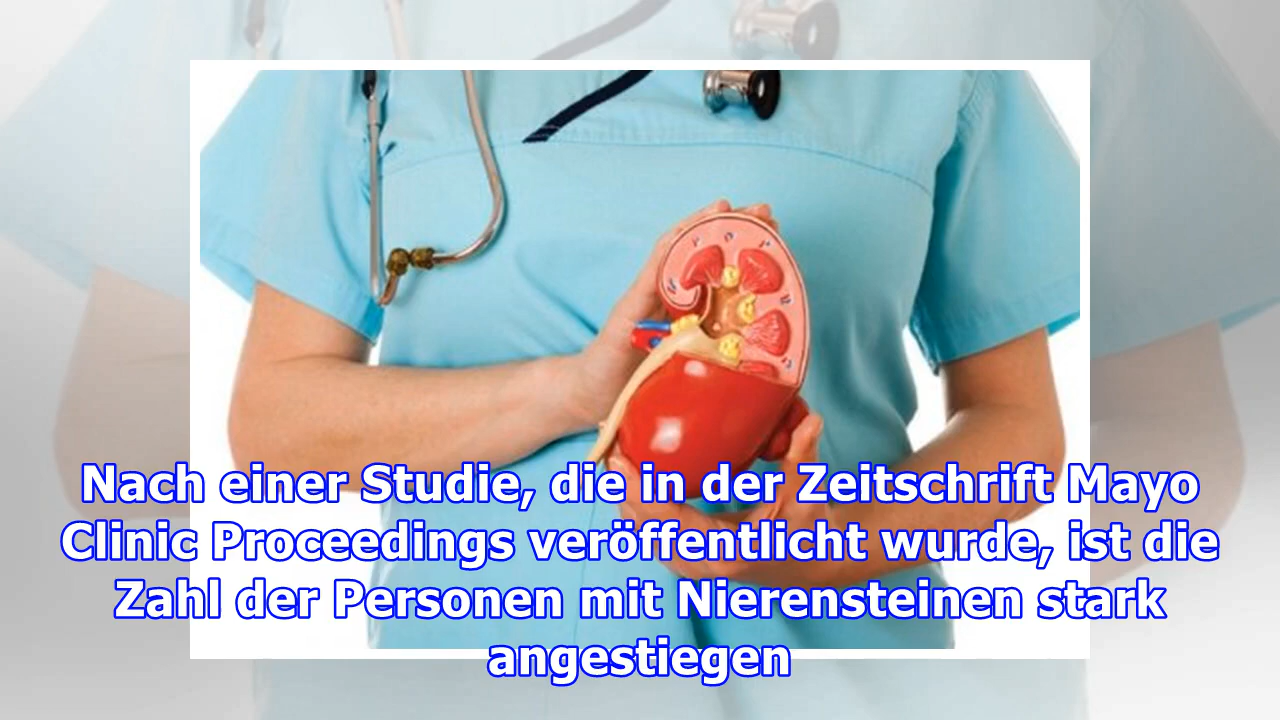 Nach einer Studie, die in der Zeitschrift Mayo
Clinic Proceedings veröffentlicht wurde, ist die
Zahl der Personen mit Nierensteinen stark
angestiegen